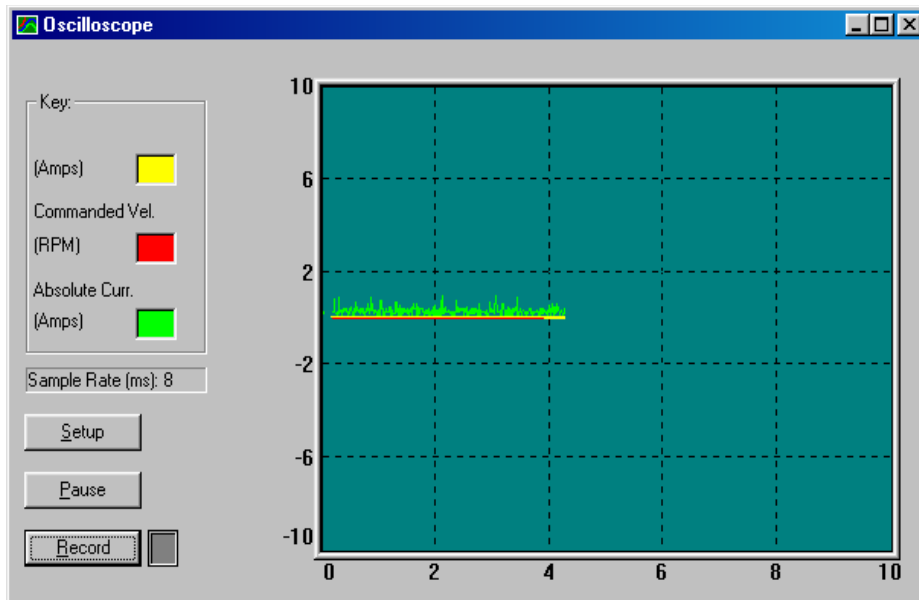 Oscilloscope
Key:
(Amps)
Commanded Vel.
(RPM)
Absolute Curr.
(Amps)
Sample Rate (ms): 8
Setup
Pause
Record
10
6
2
-2
-6
-10
0 2 4 6 8 10